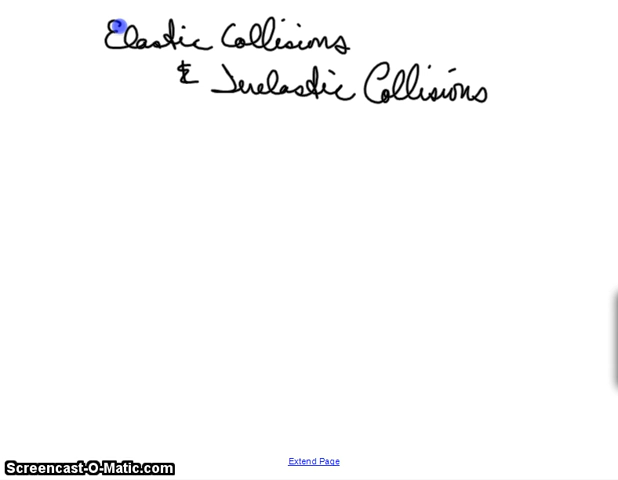 Elastic Collisions
& Inelastic Collisions
Extend Page
Screencast-O-Matic.com